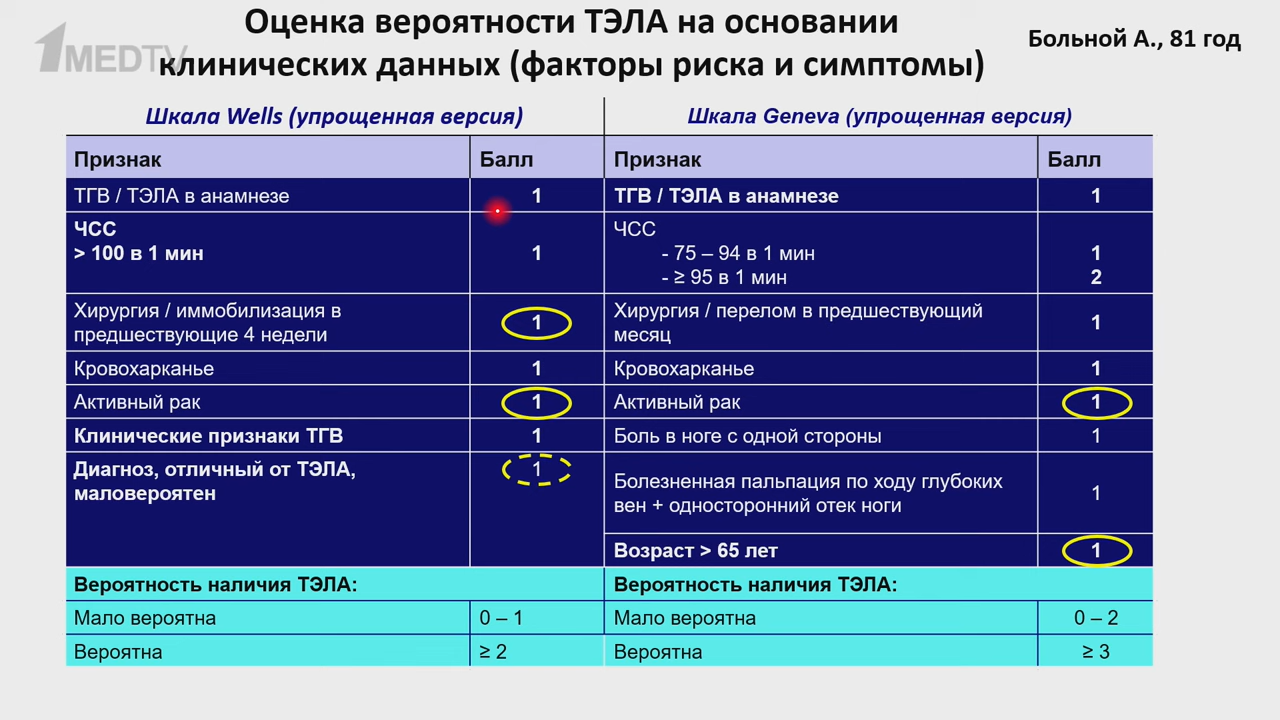 Оценка вероятности ТЭЛА на основании
клинических данных (факторы риска и симптомы)
Больной А., 81 год
1MEDTV
Шкала Wells (упрощенная версия)
Признак Балл
ТГВ / ТЭЛА в анамнезе 1
ЧСС
> 100 в 1 мин 1
Хирургия / иммобилизация в
предшествующие 4 недели 1
Кровохарканье 1
Активный рак 1
Клинические признаки ТГВ 1
Диагноз, отличный от ТЭЛА, 1
маловероятен
Вероятность наличия ТЭЛА:
Мало вероятна 0 – 1
Вероятна ≥ 2
Шкала Geneva (упрощенная версия)
Признак Балл
ТГВ / ТЭЛА в анамнезе 1
ЧСС
- 75 – 94 в 1 мин 1
- ≥ 95 в 1 мин 2
Хирургия / перелом в предшествующий
месяц 1
Кровохарканье 1
Активный рак 1
Боль в ноге с одной стороны 1
Болезненная пальпация по ходу глубоких
вен + односторонний отек ноги 1
Возраст > 65 лет 1
Вероятность наличия ТЭЛА:
Мало вероятна 0 – 2
Вероятна ≥ 3